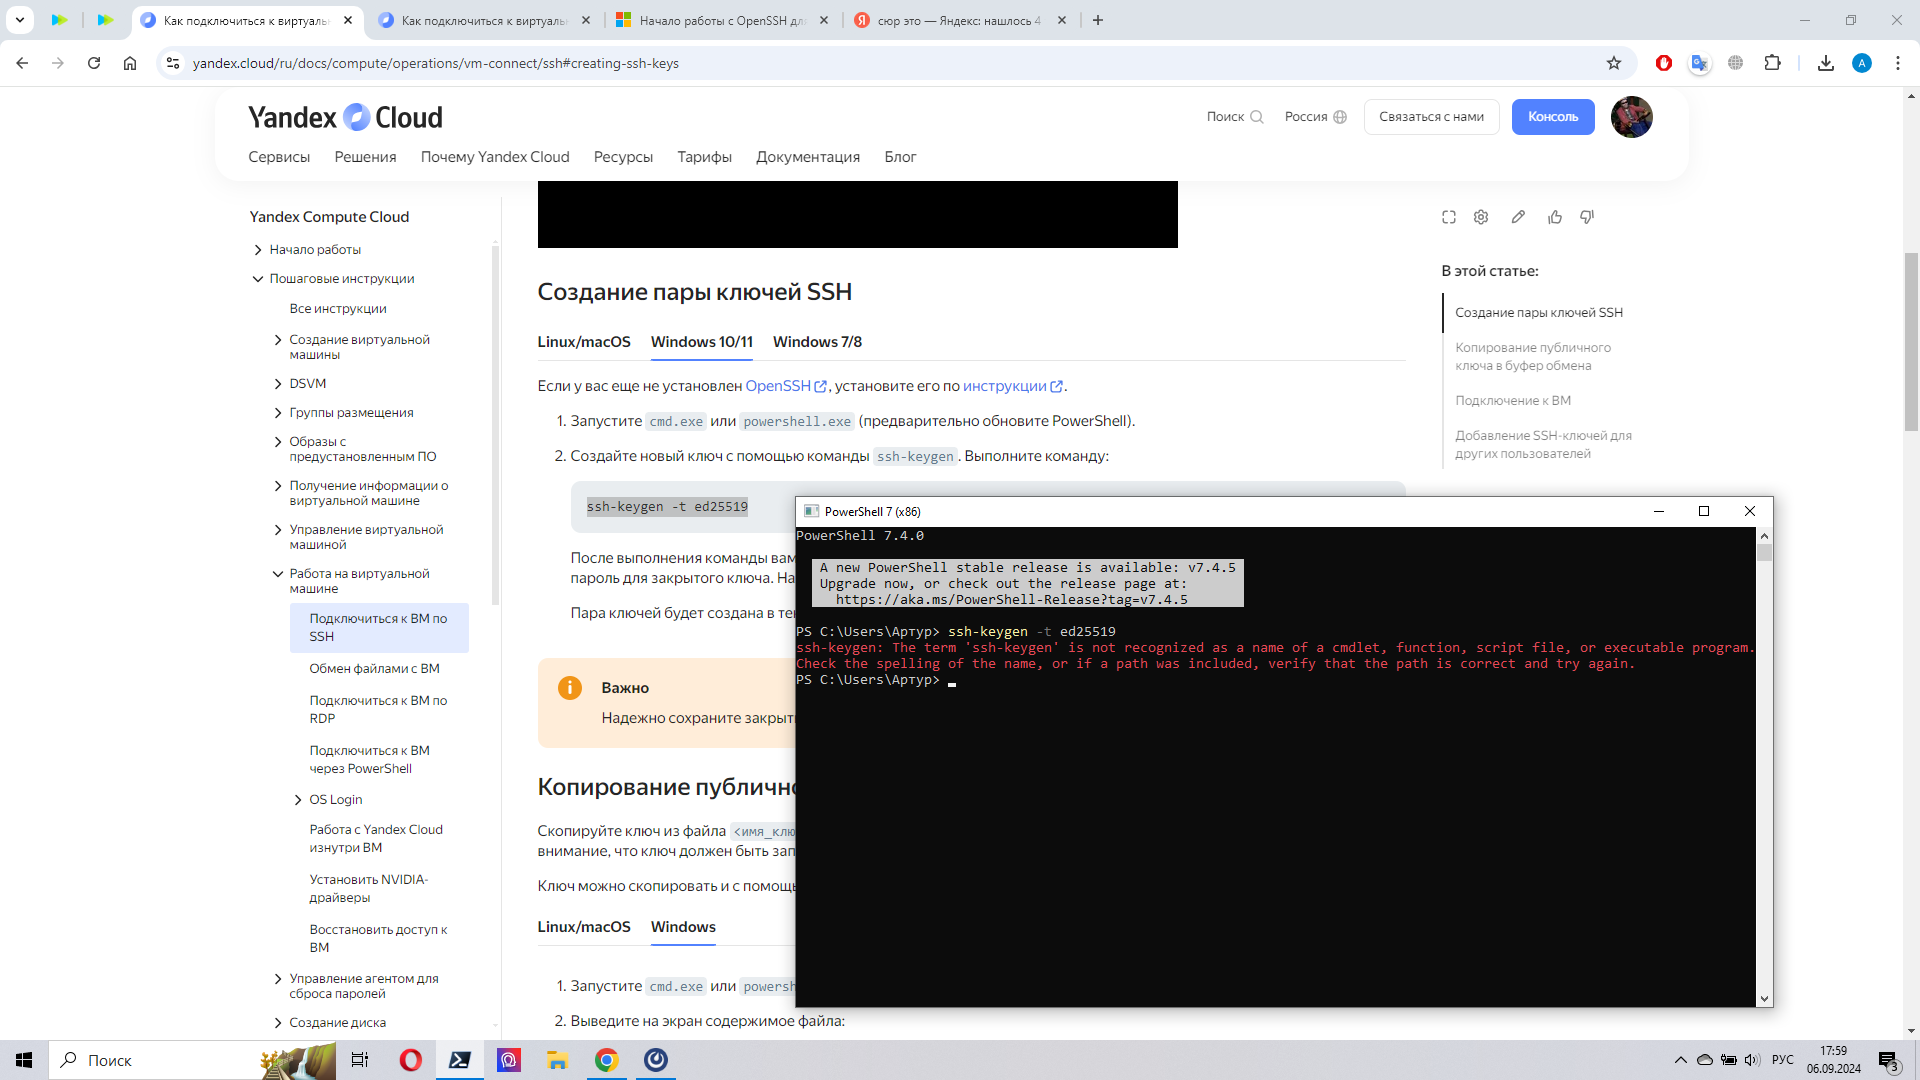 Как подключиться к виртуаль
Как подключиться к виртуаль
Начало работы с OpenSSH для
Я
сюр это — Яндекс: нашлось 4
yandex.cloud/ru/docs/compute/operations/vm-connect/ssh#creating-ssh-keys
A
Yandex Cloud
Поиск
Россия
Связаться с нами
Консоль
Сервисы
Решения
Почему Yandex Cloud
Ресурсы
Тарифы
Документация
Блог
Yandex Compute Cloud
Начало работы
Пошаговые инструкции
Все инструкции
Создание виртуальной
машины
DSVM
Группы размещения
Образы с
предустановленным ПО
Получение информации о
виртуальной машине
Управление виртуальной
машиной
Работа на виртуальной
машине
Подключиться к ВМ по
SSH
Обмен файлами с ВМ
Подключиться к ВМ по
RDP
Подключиться к ВМ
через PowerShell
OS Login
Работа с Yandex Cloud
изнутри ВМ
Установить NVIDIA-
драйверы
Восстановить доступ к
ВМ
Управление агентом для
сброса паролей
Создание диска
Создание пары ключей SSH
Linux/macOS
Windows 10/11
Windows 7/8
Если у вас еще не установлен OpenSSH, установите его по инструкции.
1. Запустите cmd.exe или powershell.exe (предварительно обновите PowerShell).
2. Создайте новый ключ с помощью команды ssh-keygen. Выполните команду:
ssh-keygen -t ed25519
После выполнения команды вам
пароль для закрытого ключа. На
Пара ключей будет создана в те
Важно
Надежно сохраните закрыт
Копирование публично
Скопируйте ключ из файла <имя_клю
внимание, что ключ должен быть зап
Ключ можно скопировать и с помощь
Linux/macOS
Windows
1. Запустите cmd.exe или powersh
2. Выведите на экран содержимое файла:
В этой статье:
Создание пары ключей SSH
Копирование публичного
ключа в буфер обмена
Подключение к ВМ
Добавление SSH-ключей для
других пользователей
PowerShell 7 (x86)
PowerShell 7.4.0
A new PowerShell stable release is available: v7.4.5
Upgrade now, or check out the release page at:
https://aka.ms/PowerShell-Release?tag=v7.4.5
PS C:\Users\Артур> ssh-keygen -t ed25519
ssh-keygen: The term 'ssh-keygen' is not recognized as a name of a cmdlet, function, script file, or executable program.
Check the spelling of the name, or if a path was included, verify that the path is correct and try again.
PS C:\Users\Артур>
Поиск
РУС
17:59
06.09.2024
3